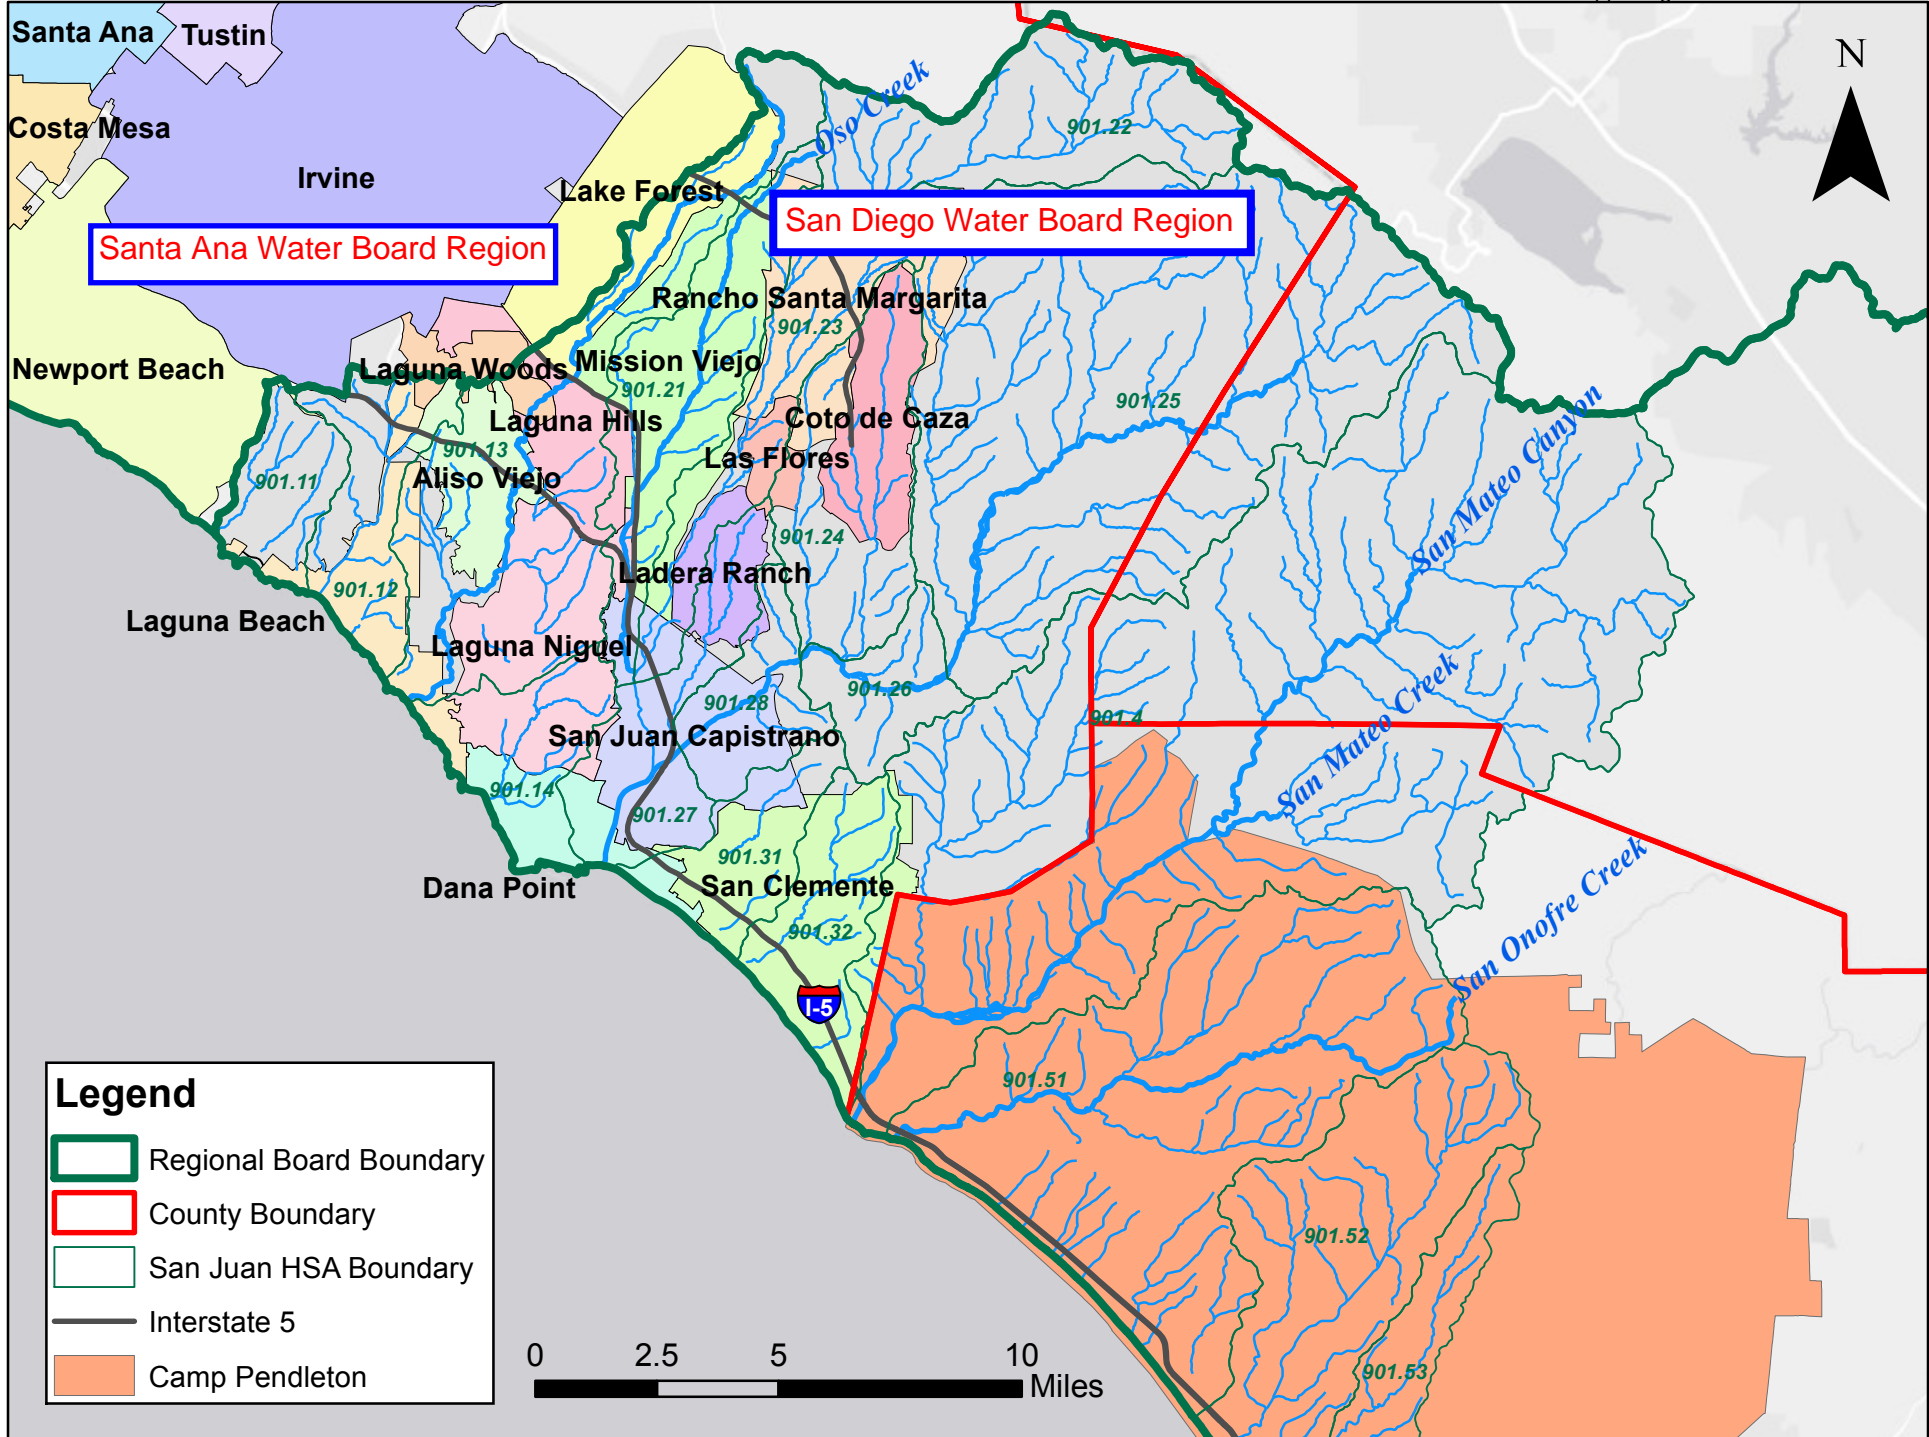 Santa Ana
Tustin
N
Oso Creek
Costa Mesa
901.22
Irvine
Lake Forest
San Diego Water Board Region
Santa Ana Water Board Region
Rancho Santa Margarita
901.23
Newport Beach
Laguna Woods
Mission Viejo
901.21
901.25
Laguna Hills
Coto de Caza
901.13
Las Flores
Aliso Viejo
901.11
San Mateo Canyon
901.24
Ladera Ranch
901.12
Laguna Beach
Laguna Niguel
901.26
901.28
901.4
San Mateo Creek
San Juan Capistrano
901.14
901.27
901.31
Dana Point
San Clemente
901.32
San Onofre Creek
I-5
901.51
Legend
Regional Board Boundary
County Boundary
San Juan HSA Boundary
Interstate 5
Camp Pendleton
901.52
901.53
0 2.5 5 10
Miles